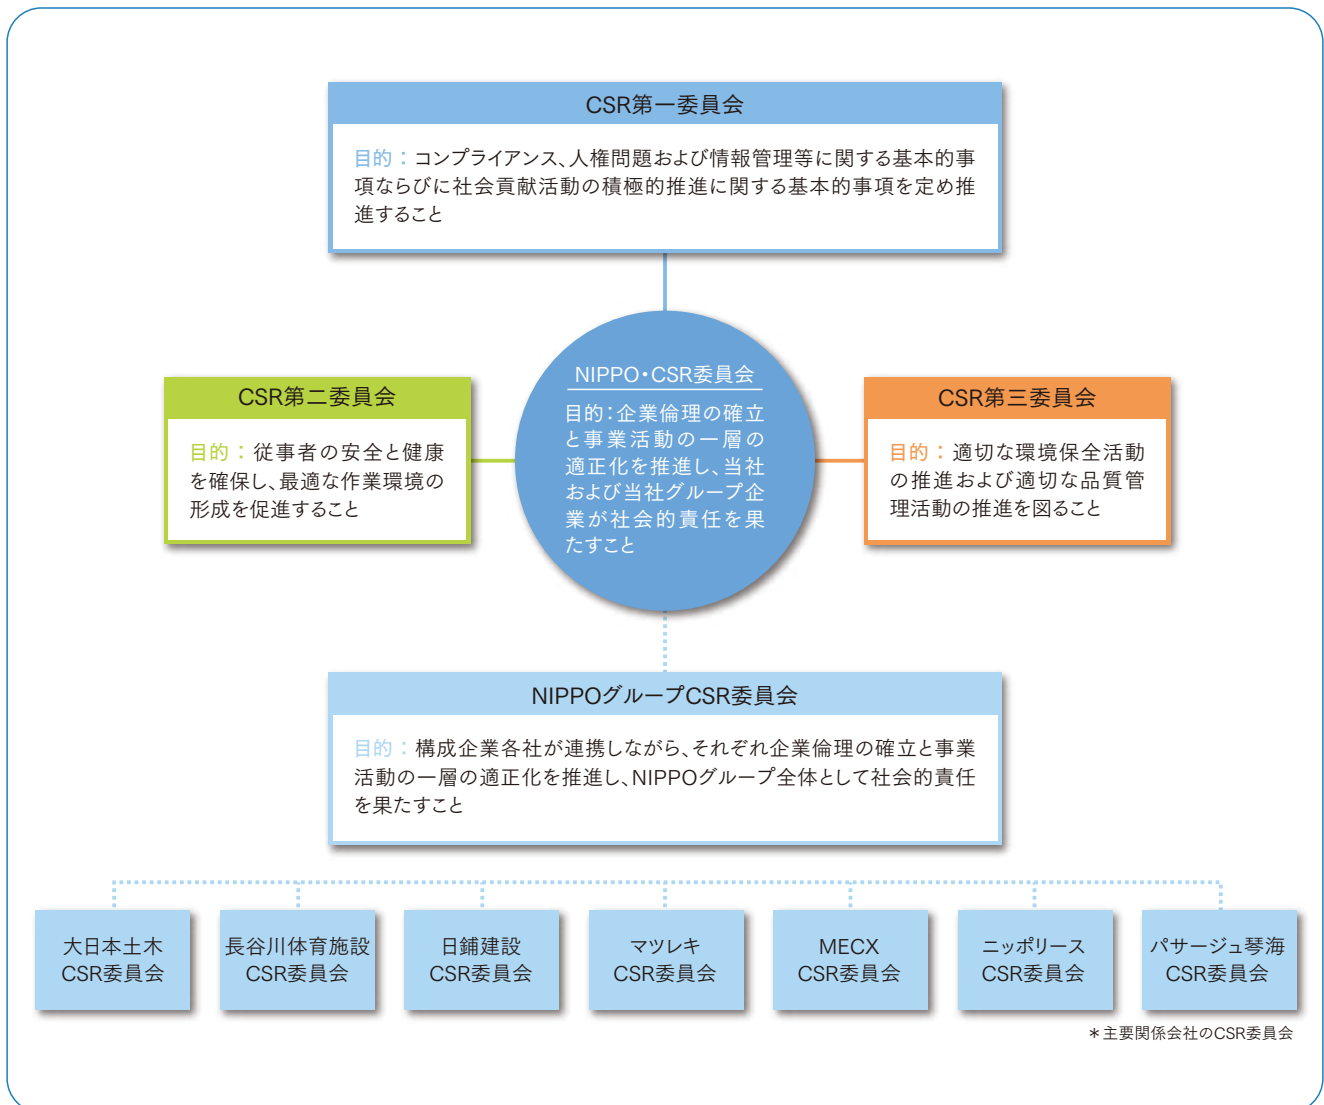 CSR第一委員会
目的：コンプライアンス、人権問題および情報管理等に関する基本的事
項ならびに社会貢献活動の積極的推進に関する基本的事項を定め推
進すること
NIPPO・CSR委員会
目的：企業倫理の確立
と事業活動の一層の
適正化を推進し、当社
および当社グループ企
業が社会的責任を果
たすこと
CSR第二委員会
目的：従事者の安全と健康
を確保し、最適な作業環境の
形成を促進すること
CSR第三委員会
目的：適切な環境保全活動
の推進および適切な品質管
理活動の推進を図ること
NIPPOグループCSR委員会
目的：構成企業各社が連携しながら、それぞれ企業倫理の確立と事業
活動の一層の適正化を推進し、NIPPOグループ全体として社会的責任
を果たすこと
大日本土木
CSR委員会
長谷川体育施設
CSR委員会
日鋪建設
CSR委員会
マツレキ
CSR委員会
MECX
CSR委員会
ニッポリース
CSR委員会
パサージュ琴海
CSR委員会
＊主要関係会社のCSR委員会